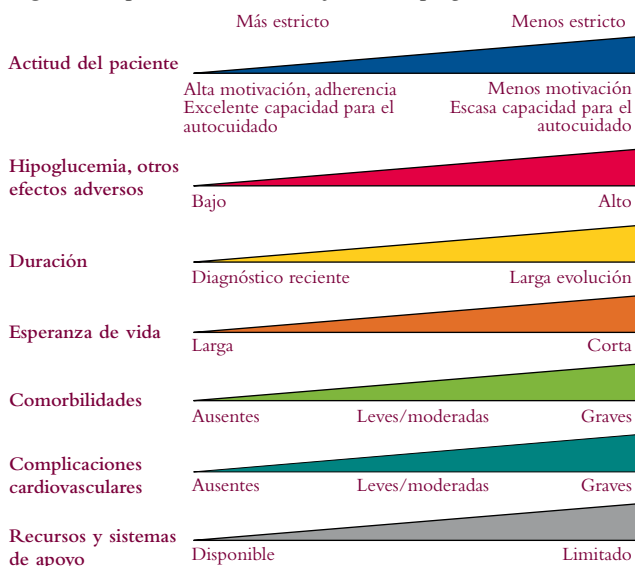 Más estricto Menos estricto
Actitud del paciente
Alta motivación, adherencia
Excelente capacidad para el
autocuidado
Menos motivación
Escasa capacidad para el
autocuidado
Hipoglucemia, otros
efectos adversos
Bajo Alto
Duración
Diagnóstico reciente Larga evolución
Esperanza de vida
Larga Corta
Comorbilidades
Ausentes Leves/moderadas Graves
Complicaciones
cardiovasculares
Ausentes Leves/moderadas Graves
Recursos y sistemas
de apoyo
Disponible Limitado